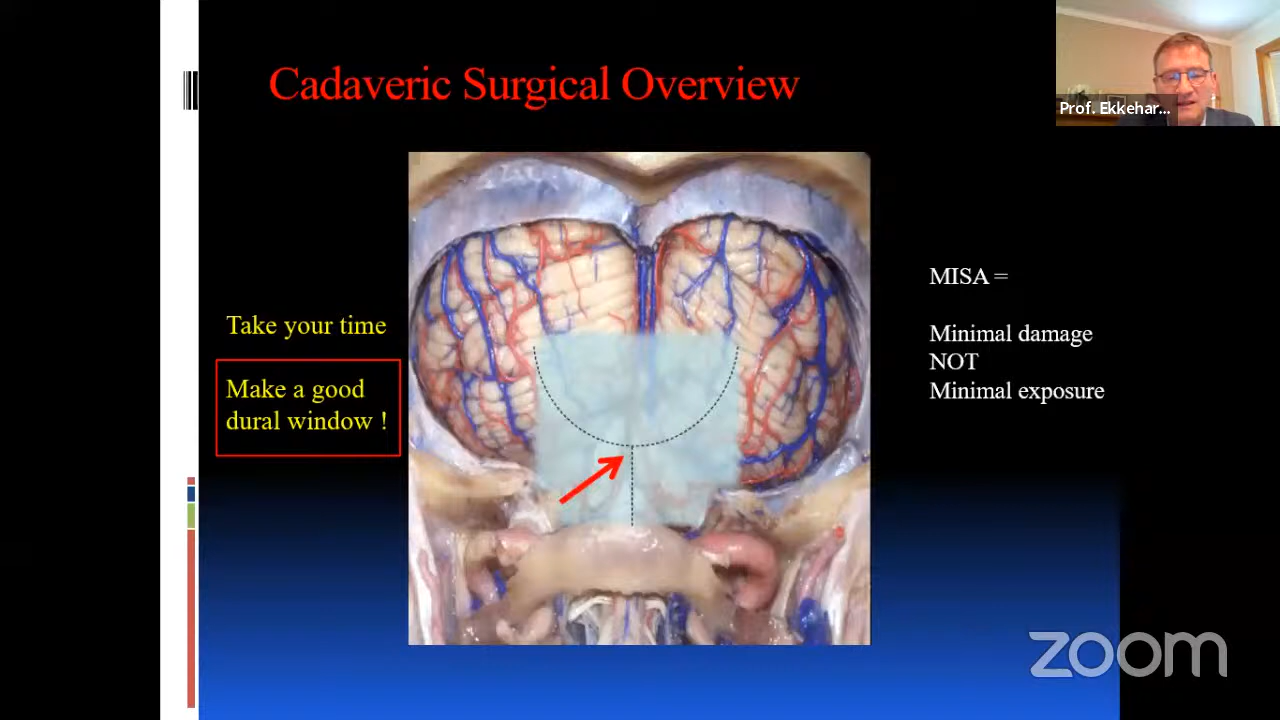 Cadaveric Surgical Overview
Prof. Ekkehar...
Take your time
Make a good
dural window !
MISA =
Minimal damage
NOT
Minimal exposure
zoom